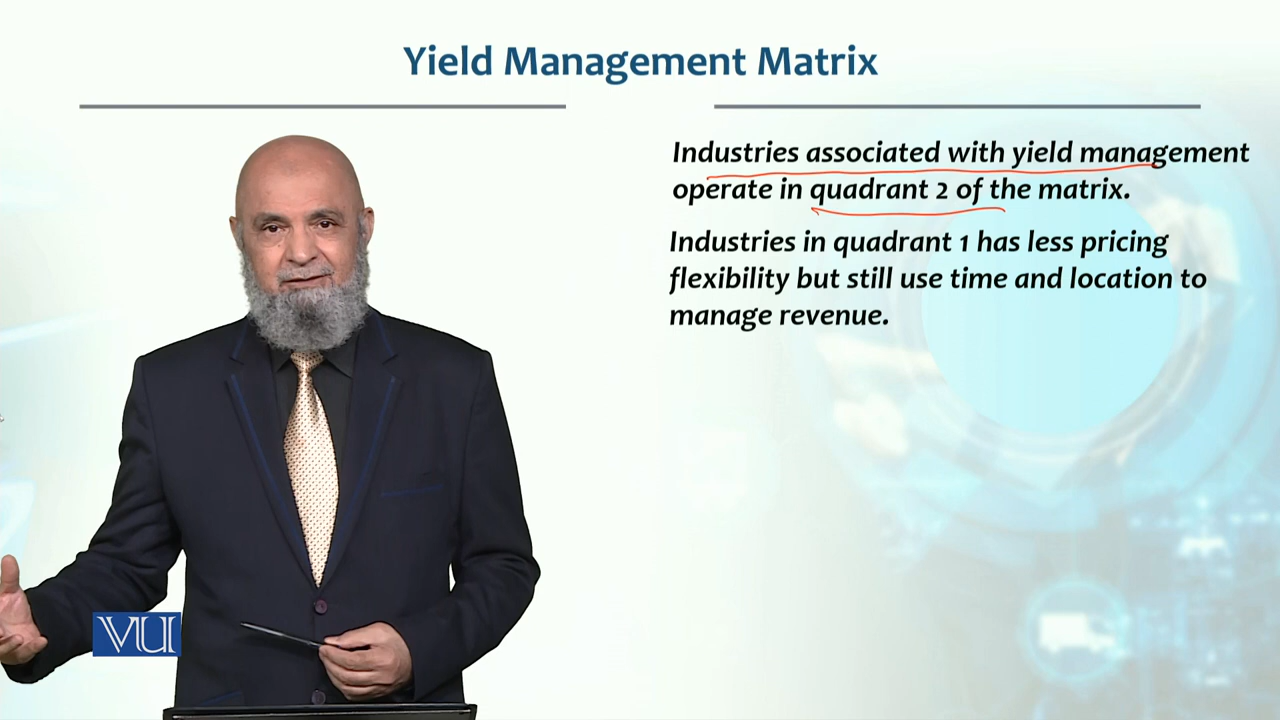 Yield Management Matrix
Industries associated with yield management
operate in quadrant 2 of the matrix.
Industries in quadrant 1 has less pricing
flexibility but still use time and location to
manage revenue.
VU